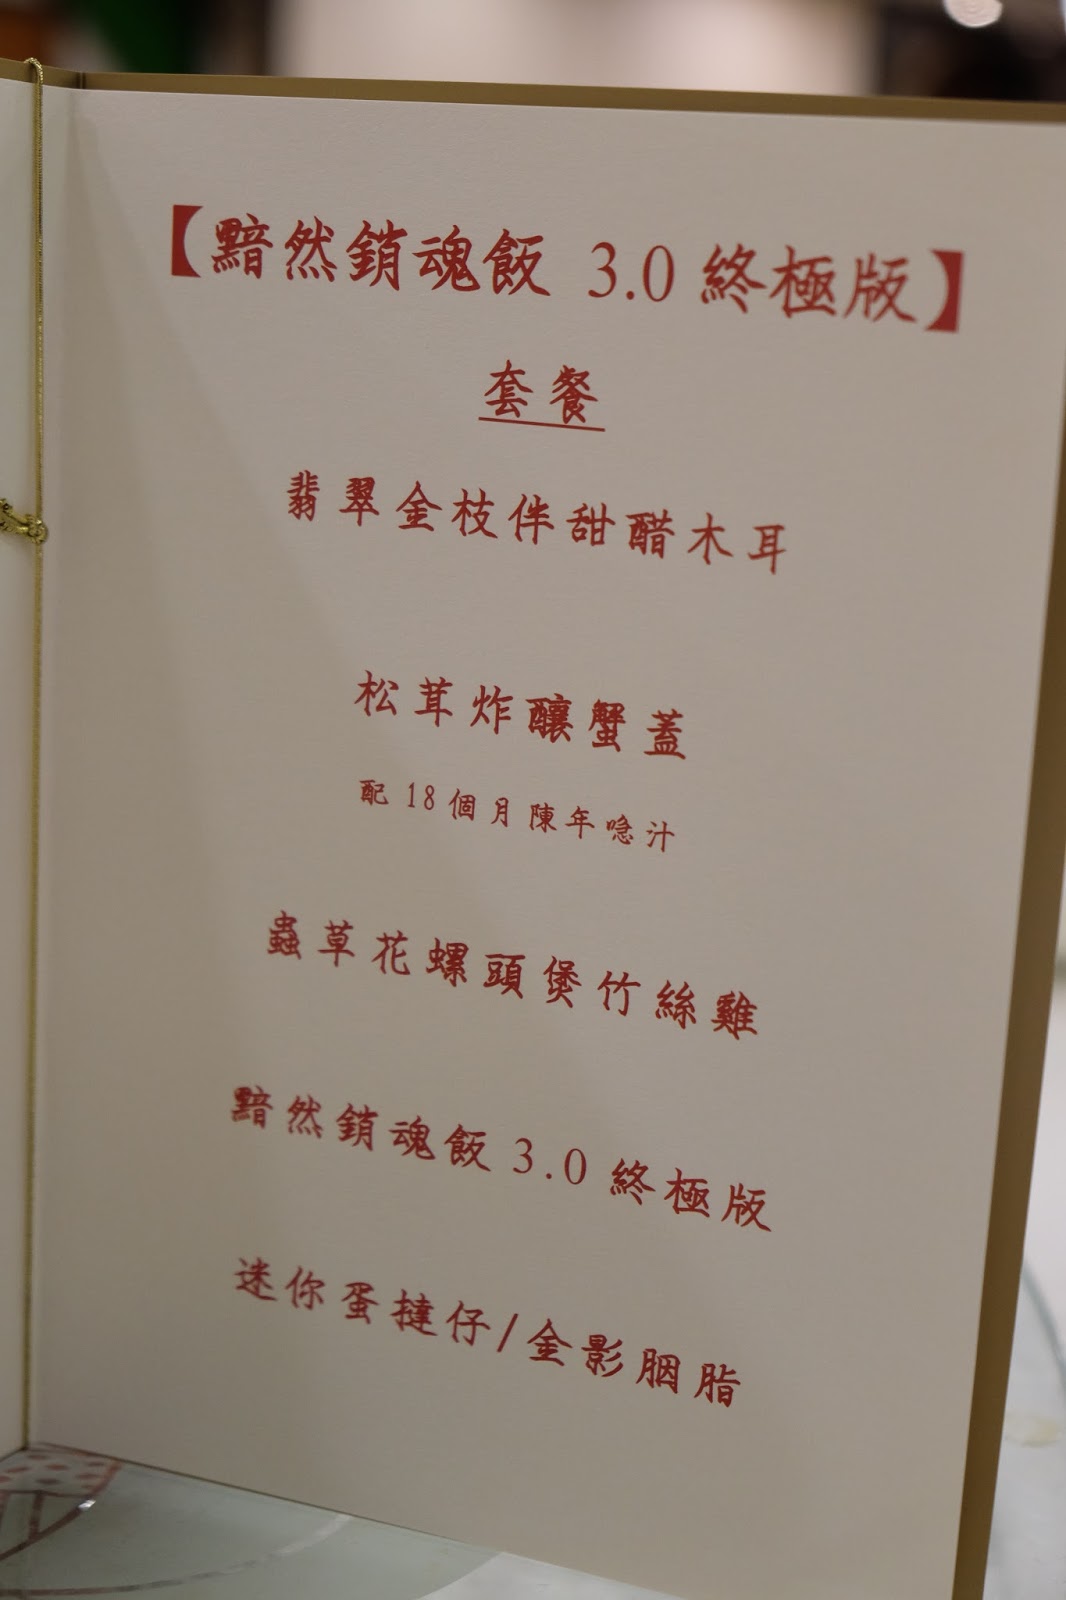 【黯然銷魂飯 3.0 終極版】
套餐
翡翠金枝伴甜醋木耳
松茸炸釀蟹蓋
配 18個月陳年喼汁
蟲草花螺頭煲竹絲雞
黯然銷魂飯 3.0 終極版
迷你蛋撻仔/金影胭脂